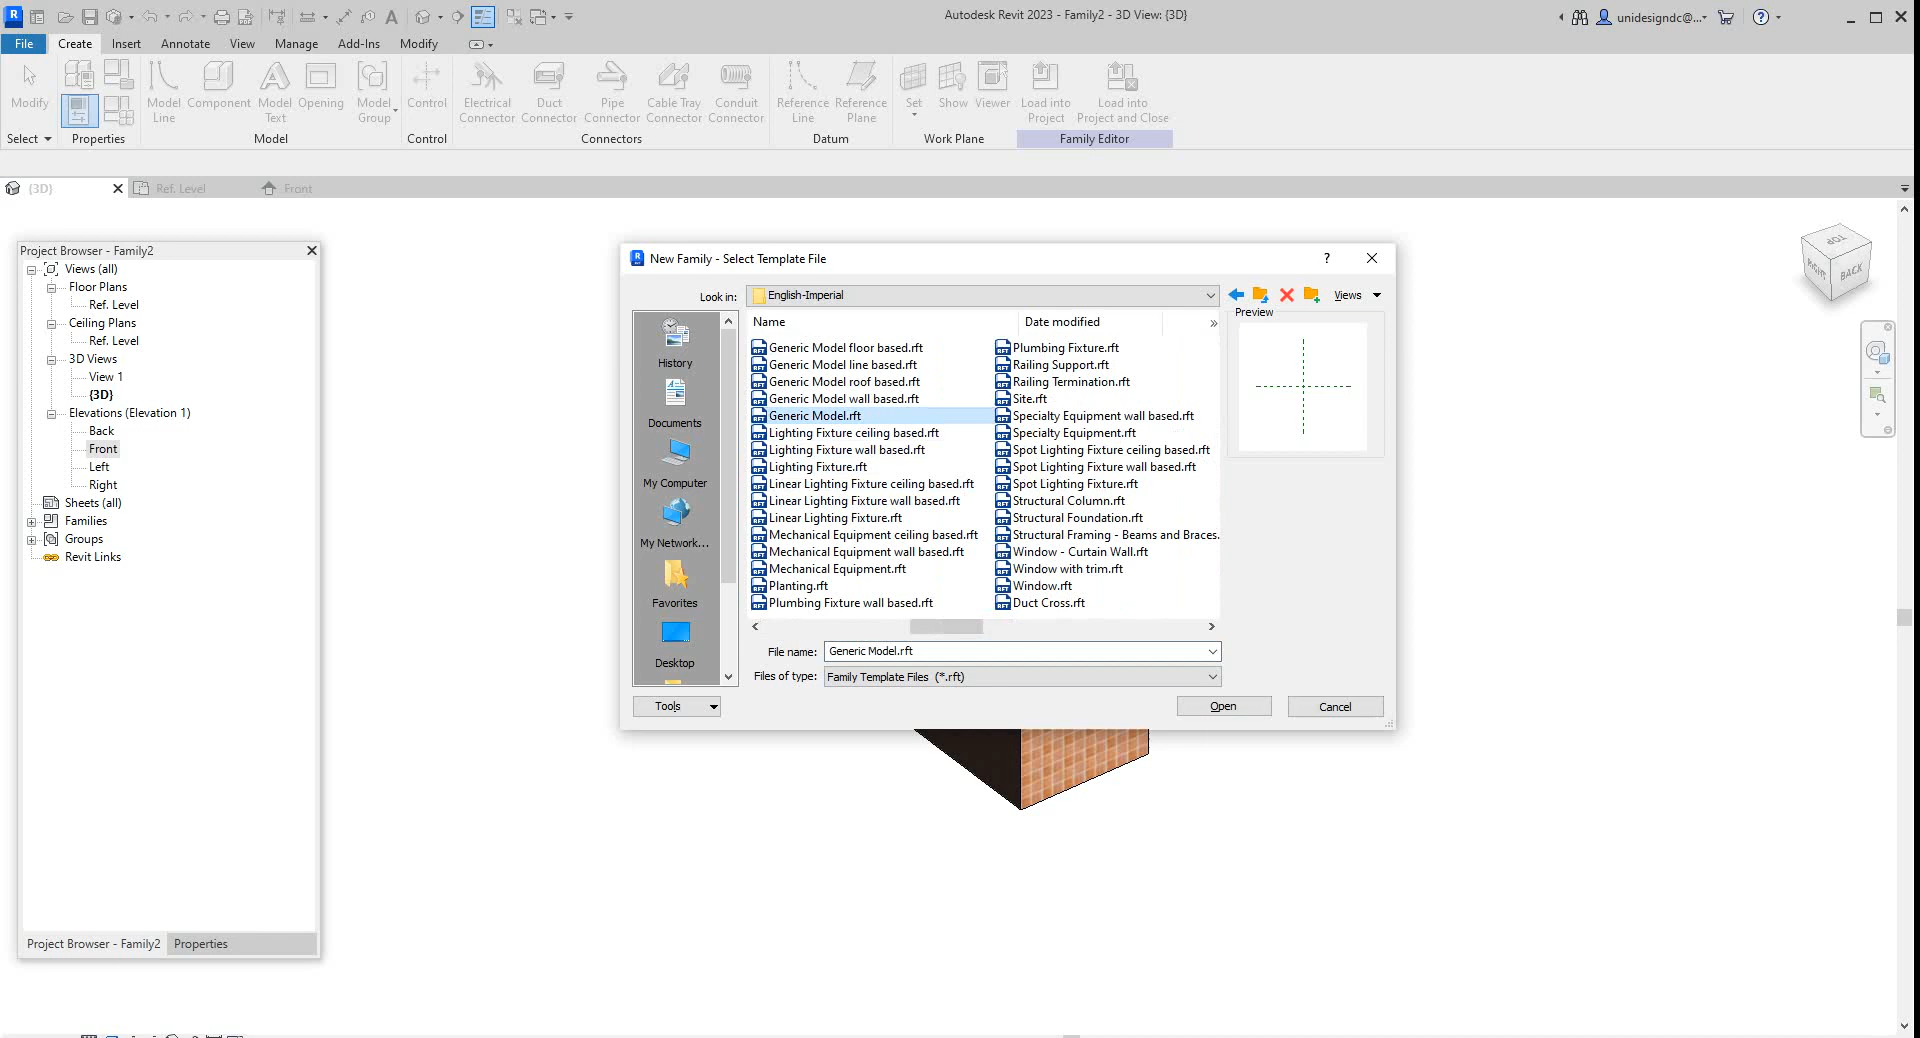 Autodesk Revit 2023 - Family2 - 3D View: {3D}
unidesigndc@...
File Create Insert Annotate View Manage Add-Ins Modify
Modify
Model Line
Component
Model Text
Opening
Model Group
Control
Electrical Connector
Duct Connector
Pipe Connector
Cable Tray Connector
Conduit Connector
Reference Line
Reference Plane
Set
Show
Viewer
Load into Project
Load into Project and Close
Select Properties Model Control Connectors Datum Work Plane Family Editor
{3D} Ref. Level Front
Project Browser - Family2
Views (all)
Floor Plans
Ref. Level
Ceiling Plans
Ref. Level
3D Views
View 1
{3D}
Elevations (Elevation 1)
Back
Front
Left
Right
Sheets (all)
Families
Groups
Revit Links
Project Browser - Family2 Properties
New Family - Select Template File
Look in: English-Imperial
Views
History
Documents
My Computer
My Network...
Favorites
Desktop
Name Date modified
Generic Model floor based.rft
Generic Model line based.rft
Generic Model roof based.rft
Generic Model wall based.rft
Generic Model.rft
Lighting Fixture ceiling based.rft
Lighting Fixture wall based.rft
Lighting Fixture.rft
Linear Lighting Fixture ceiling based.rft
Linear Lighting Fixture wall based.rft
Linear Lighting Fixture.rft
Mechanical Equipment ceiling based.rft
Mechanical Equipment wall based.rft
Mechanical Equipment.rft
Planting.rft
Plumbing Fixture wall based.rft
Plumbing Fixture.rft
Railing Support.rft
Railing Termination.rft
Site.rft
Specialty Equipment wall based.rft
Specialty Equipment.rft
Spot Lighting Fixture ceiling based.rft
Spot Lighting Fixture wall based.rft
Spot Lighting Fixture.rft
Structural Column.rft
Structural Foundation.rft
Structural Framing - Beams and Braces.
Window - Curtain Wall.rft
Window with trim.rft
Window.rft
Duct Cross.rft
Preview
File name: Generic Model.rft
Files of type: Family Template Files (*.rft)
Tools Open Cancel
TOP
RIGHT
BACK